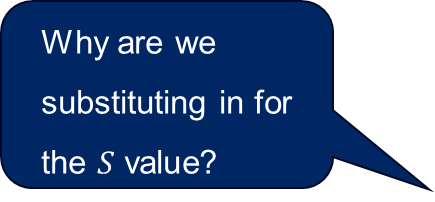 Why are we
substituting in for
the S value?